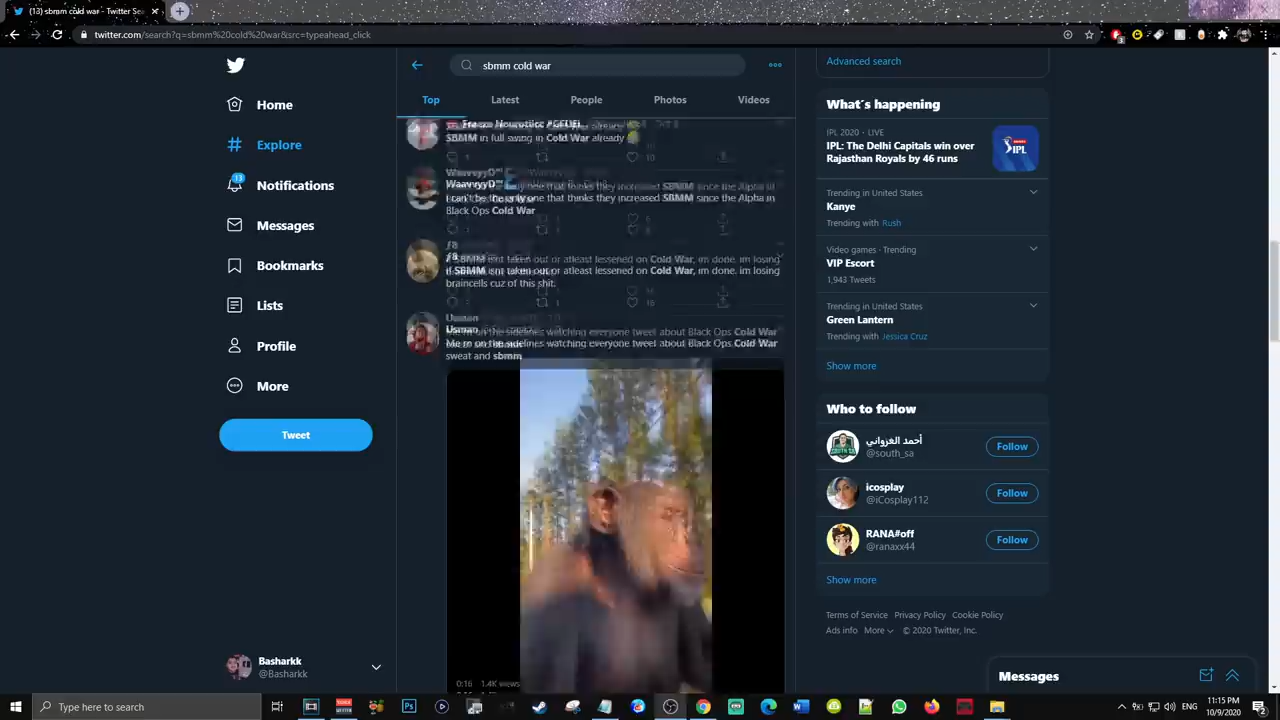 (13) sbmm cold war - Twitter Se
twitter.com/search?q=sbmm%20cold%20war&src=typeahead_click
Home
Explore
13
Notifications
Messages
Bookmarks
Lists
Profile
More
Tweet
Basharkk
@Basharkk
sbmm cold war
Top
Latest
People
Photos
Videos
SBMM in full swing in Cold War already
WaavryyD
I can't be the only one that thinks they increased SBMM since the Alpha in
Black Ops Cold War
If SBMM isnt taken out or atleast lessened on Cold War, im done. im losing
braincells cuz of this shit.
Usman
Me on the sidelines watching everyone tweet about Black Ops Cold War
sweat and sbmm
0:16 1.4K views
Advanced search
What's happening
IPL 2020 · LIVE
IPL: The Delhi Capitals win over
Rajasthan Royals by 46 runs
IPL
Trending in United States
Kanye
Trending with Rush
Video games · Trending
VIP Escort
1,943 Tweets
Trending in United States
Green Lantern
Trending with Jessica Cruz
Show more
Who to follow
أحمد الغزواني
@south_sa
Follow
icosplay
@iCosplay112
Follow
RANA#off
@ranaxx44
Follow
Show more
Terms of Service Privacy Policy Cookie Policy
Ads info More © 2020 Twitter, Inc.
Messages
Type here to search
ENG
11:15 PM
10/9/2020